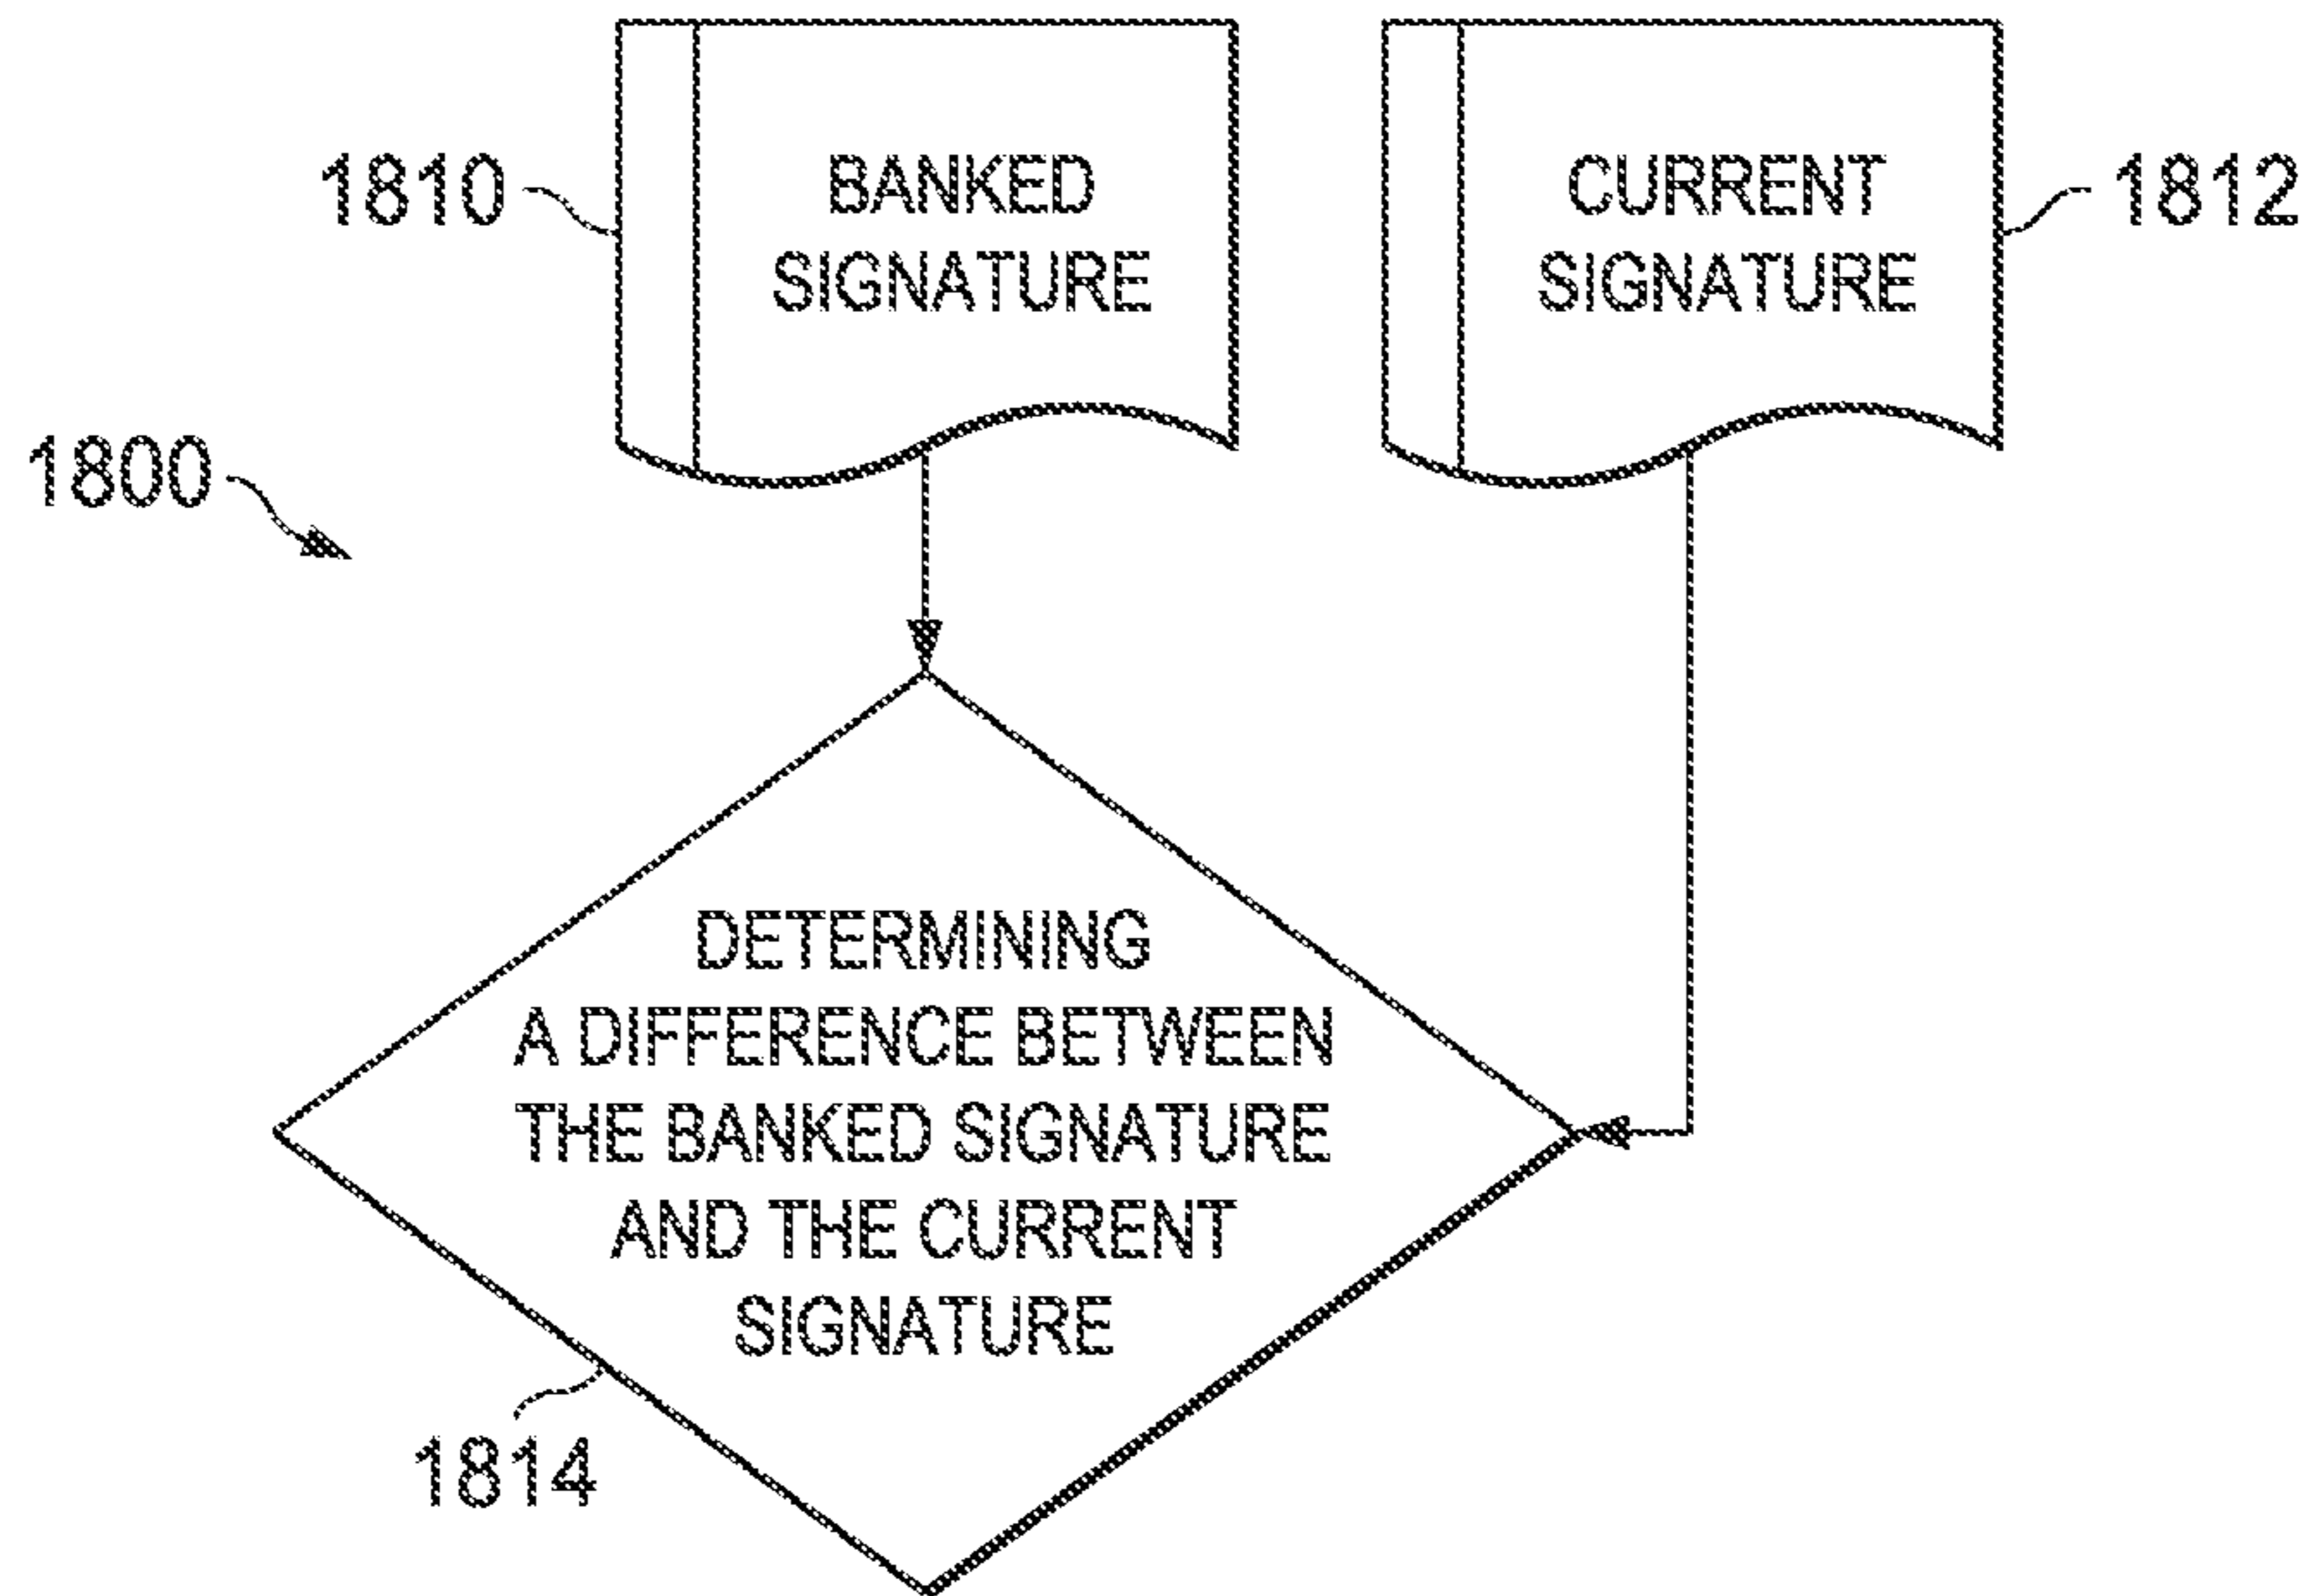 1810
BANKED
SIGNATURE
CURRENT
SIGNATURE
1812
1800
DETERMINING
A DIFFERENCE BETWEEN
THE BANKED SIGNATURE
AND THE CURRENT
SIGNATURE
1814